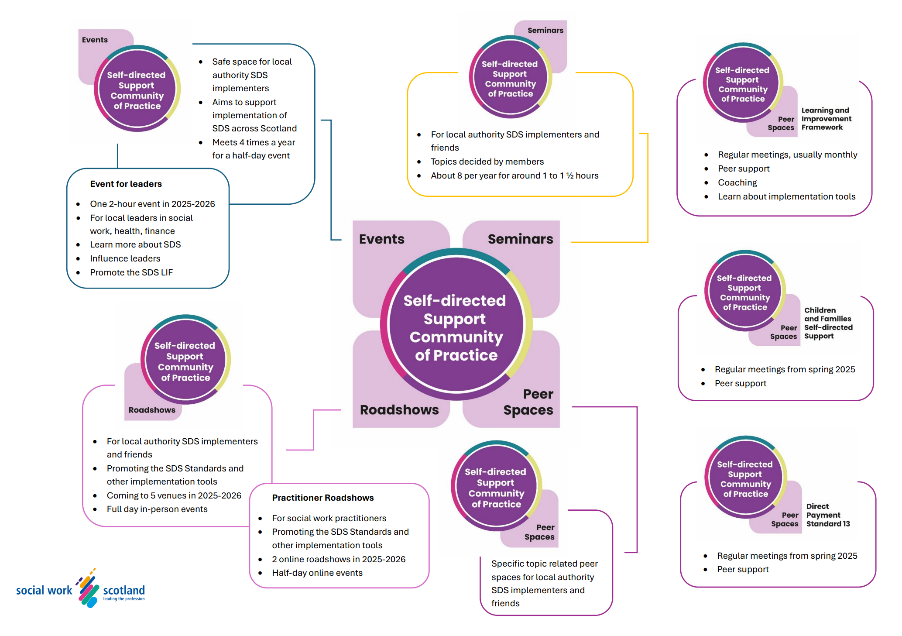 Events
Self-directed
Support
Community
of Practice
• Safe space for local
authority SDS
implementers
• Aims to support
implementation of
SDS across Scotland
• Meets 4 times a year
for a half-day event
Event for leaders
• One 2-hour event in 2025-2026
• For local leaders in social
work, health, finance
• Learn more about SDS
• Influence leaders
• Promote the SDS LIF
Seminars
Self-directed
Support
Community
of Practice
• For local authority SDS implementers and
friends
• Topics decided by members
• About 8 per year for around 1 to 1 ½ hours
Self-directed
Support
Community
of Practice
Peer
Spaces
Learning and
Improvement
Framework
• Regular meetings, usually monthly
• Peer support
• Coaching
• Learn about implementation tools
Events
Seminars
Self-directed
Support
Community
of Practice
Roadshows
Peer
Spaces
Self-directed
Support
Community
of Practice
Peer
Spaces
Children
and Families
Self-directed
Support
• Regular meetings from spring 2025
• Peer support
Self-directed
Support
Community
of Practice
Roadshows
• For local authority SDS implementers
and friends
• Promoting the SDS Standards and
other implementation tools
• Coming to 5 venues in 2025-2026
• Full day in-person events
Practitioner Roadshows
• For social work practitioners
• Promoting the SDS Standards and
other implementation tools
• 2 online roadshows in 2025-2026
• Half-day online events
Self-directed
Support
Community
of Practice
Peer
Spaces
Specific topic related peer
spaces for local authority
SDS implementers and
friends
Self-directed
Support
Community
of Practice
Peer
Spaces
Direct
Payment
Standard 13
• Regular meetings from spring 2025
• Peer support
social work scotland
Leading the profession